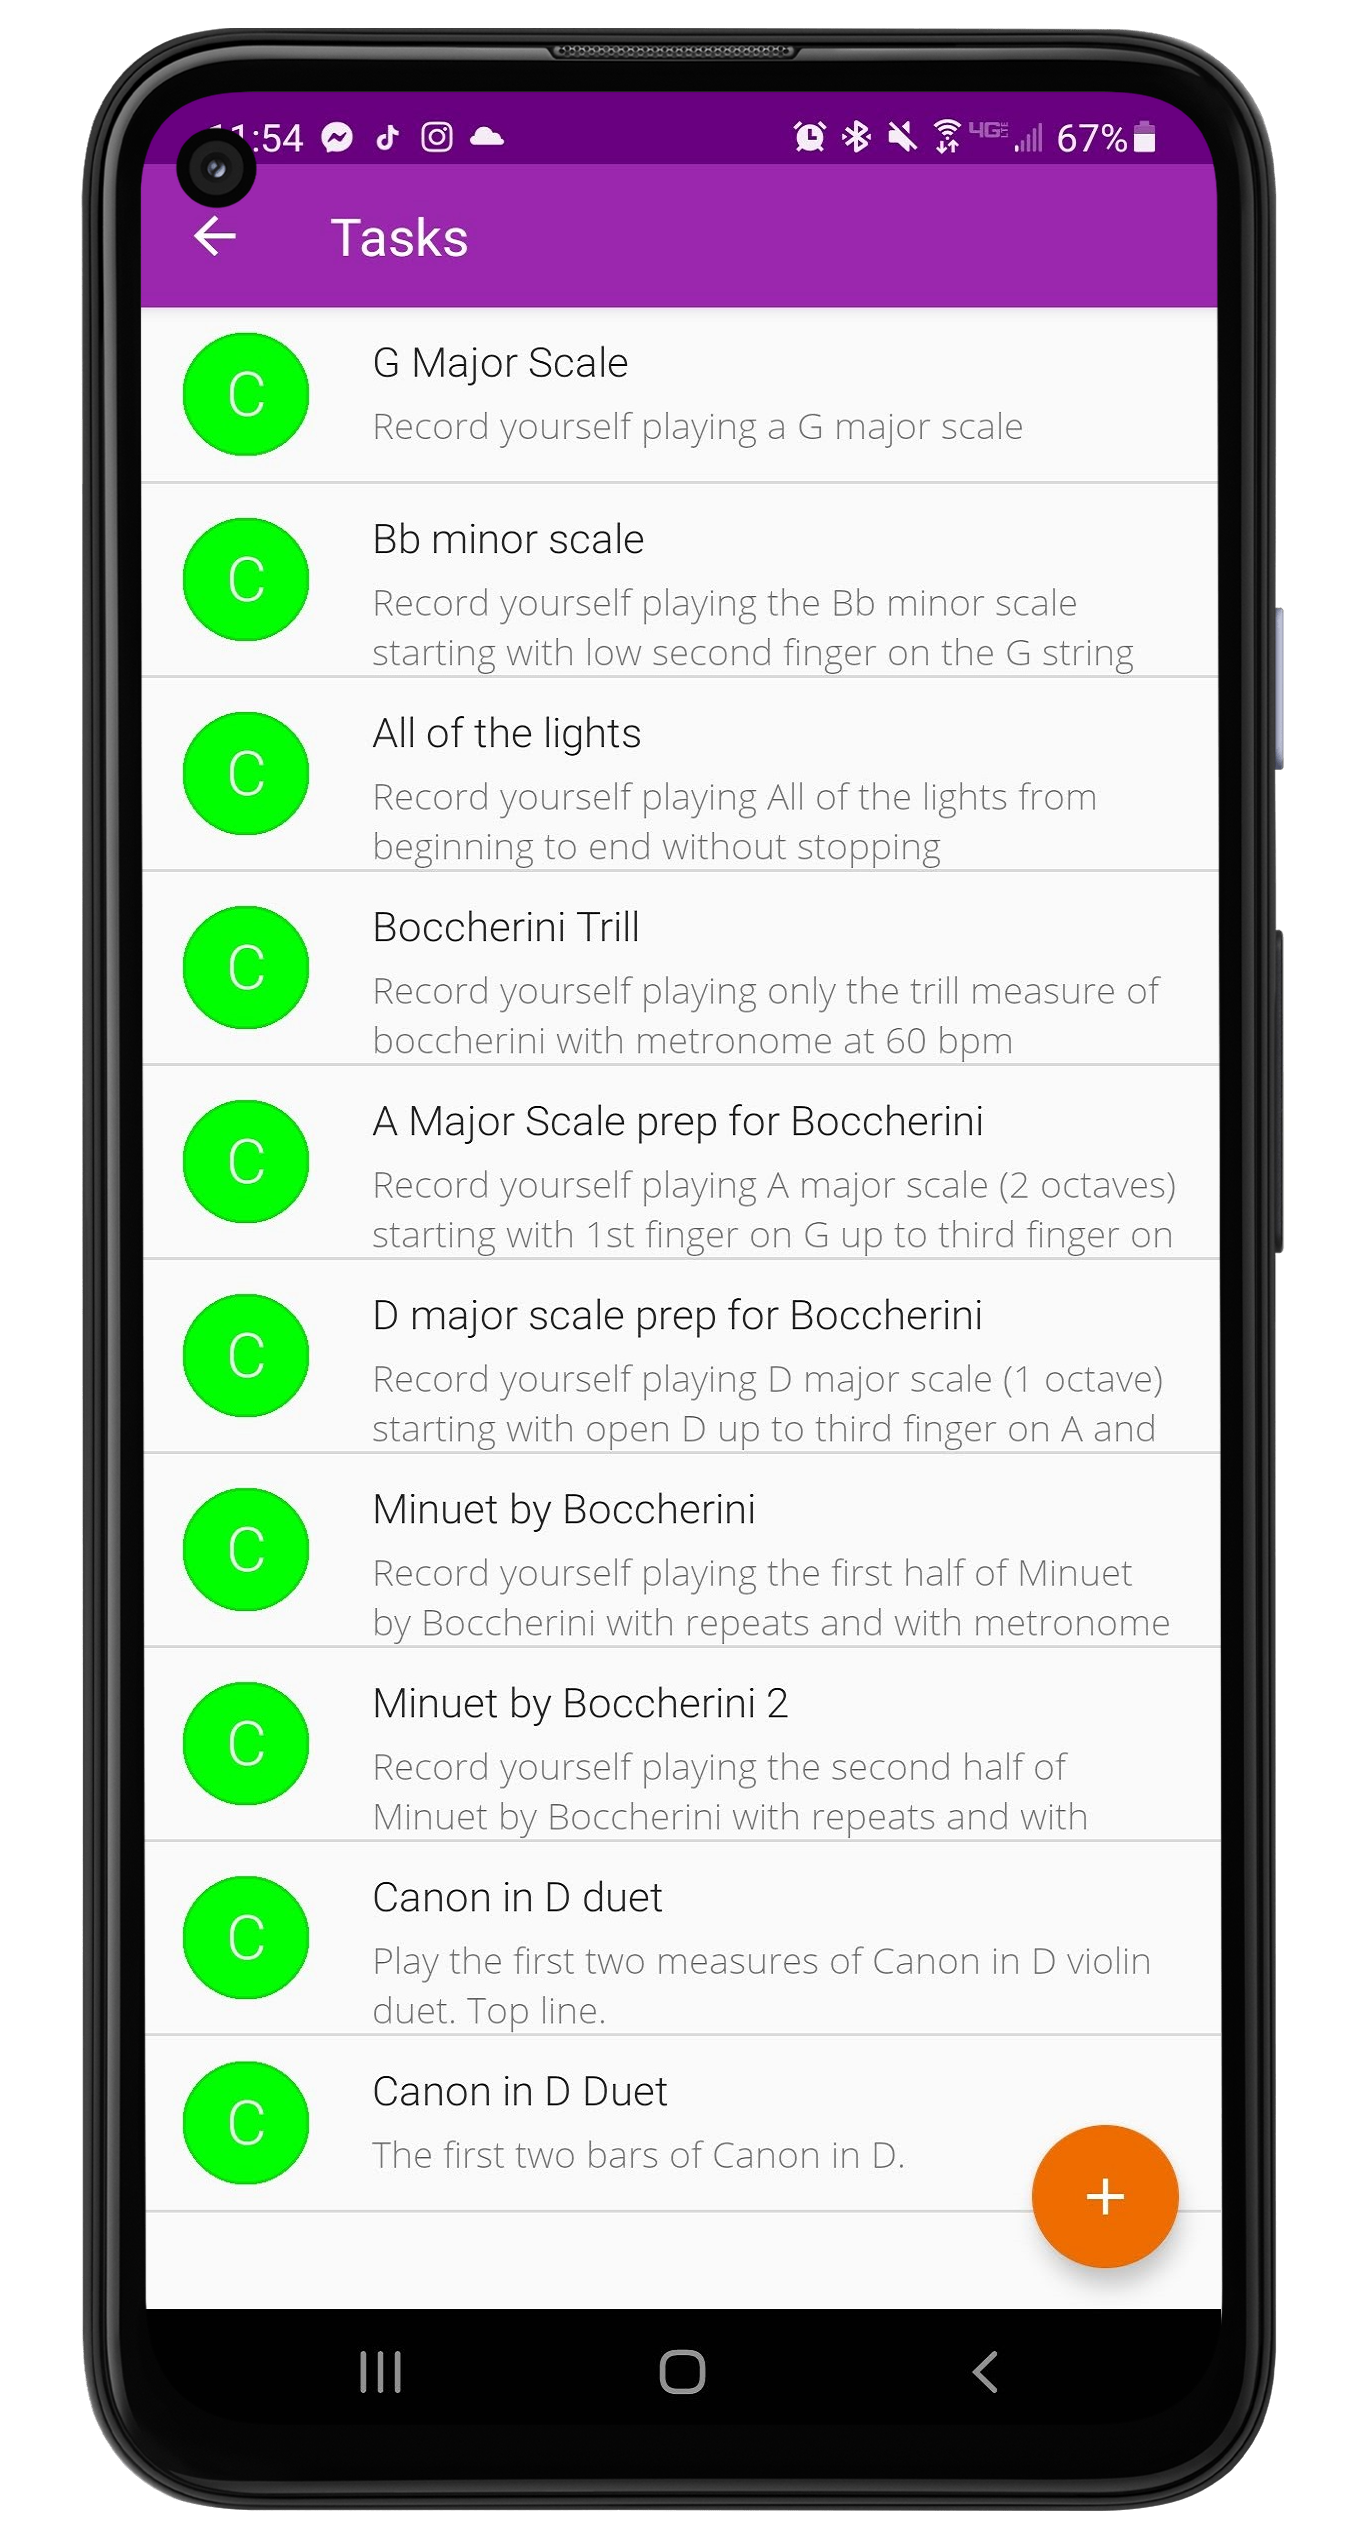 11:54 4G LTE 67%
Tasks
C
G Major Scale
Record yourself playing a G major scale
C
Bb minor scale
Record yourself playing the Bb minor scale
starting with low second finger on the G string
C
All of the lights
Record yourself playing All of the lights from
beginning to end without stopping
C
Boccherini Trill
Record yourself playing only the trill measure of
boccherini with metronome at 60 bpm
C
A Major Scale prep for Boccherini
Record yourself playing A major scale (2 octaves)
starting with 1st finger on G up to third finger on
C
D major scale prep for Boccherini
Record yourself playing D major scale (1 octave)
starting with open D up to third finger on A and
C
Minuet by Boccherini
Record yourself playing the first half of Minuet
by Boccherini with repeats and with metronome
C
Minuet by Boccherini 2
Record yourself playing the second half of
Minuet by Boccherini with repeats and with
C
Canon in D duet
Play the first two measures of Canon in D violin
duet. Top line.
C
Canon in D Duet
The first two bars of Canon in D.
+